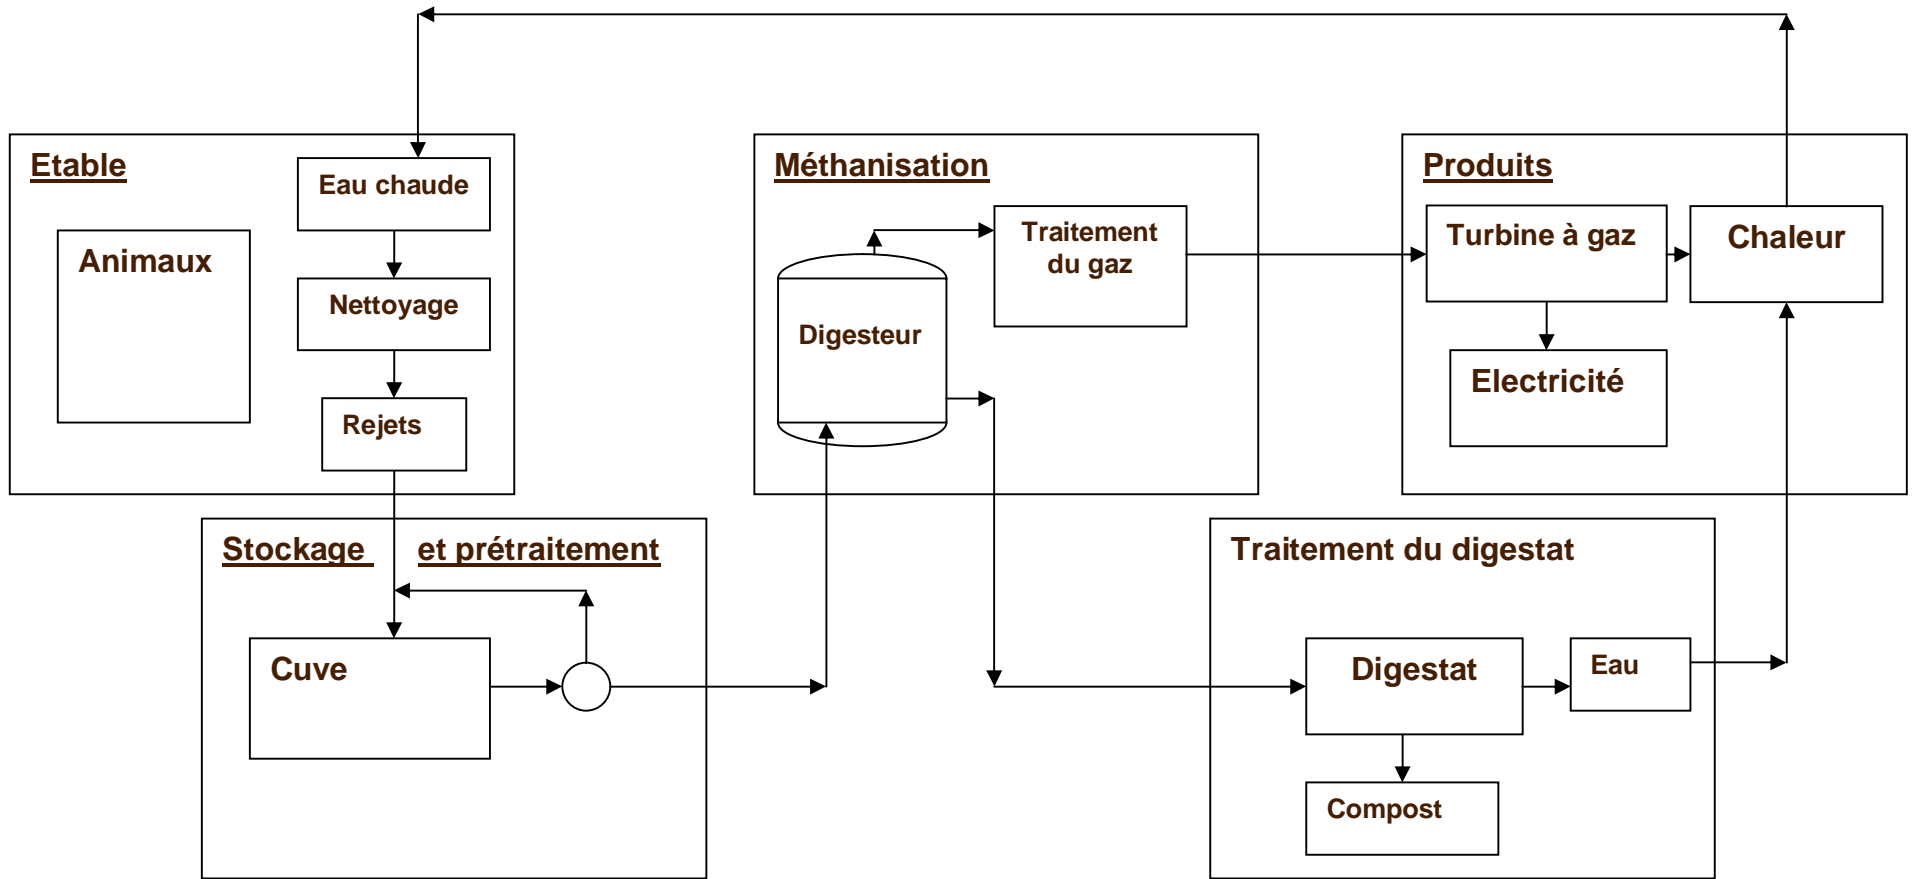 Etable
Eau chaude
Animaux
Nettoyage
Rejets
Stockage et prétraitement
Cuve
Méthanisation
Traitement
du gaz
Digesteur
Produits
Turbine à gaz
Chaleur
Electricité
Traitement du digestat
Digestat
Eau
Compost